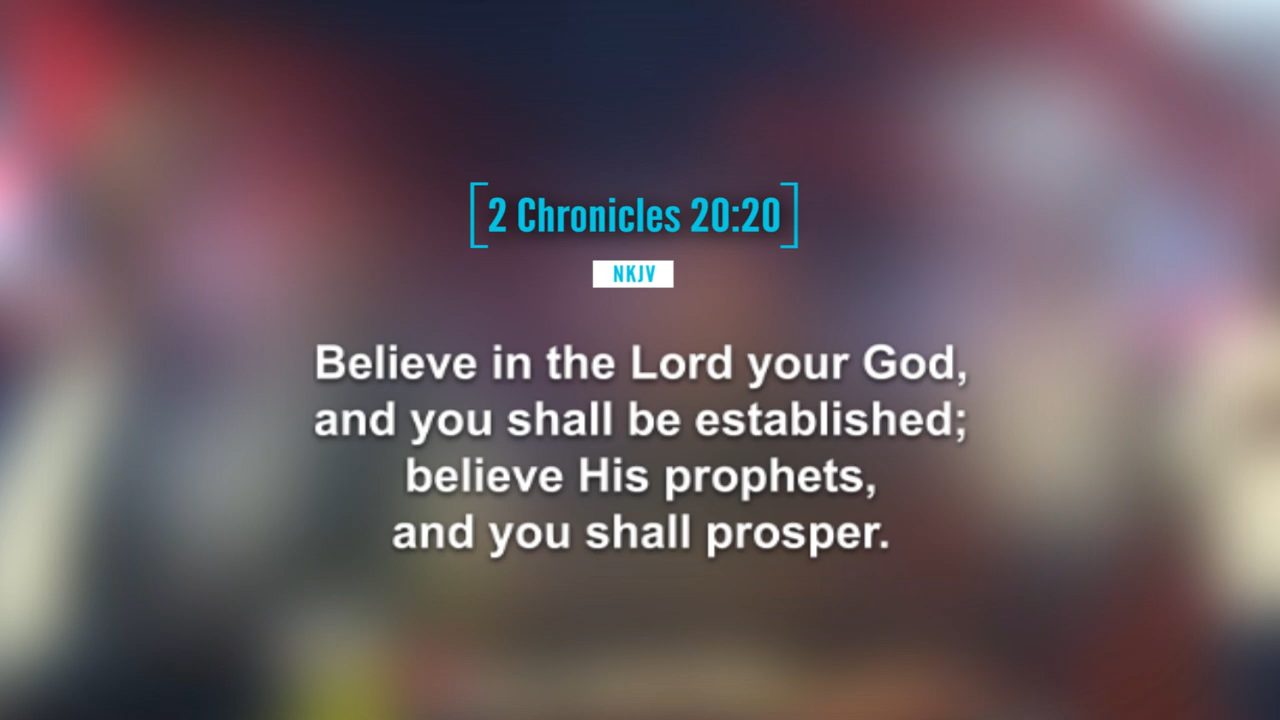 [2 Chronicles 20:20]
NKJV
Believe in the Lord your God,
and you shall be established;
believe His prophets,
and you shall prosper.